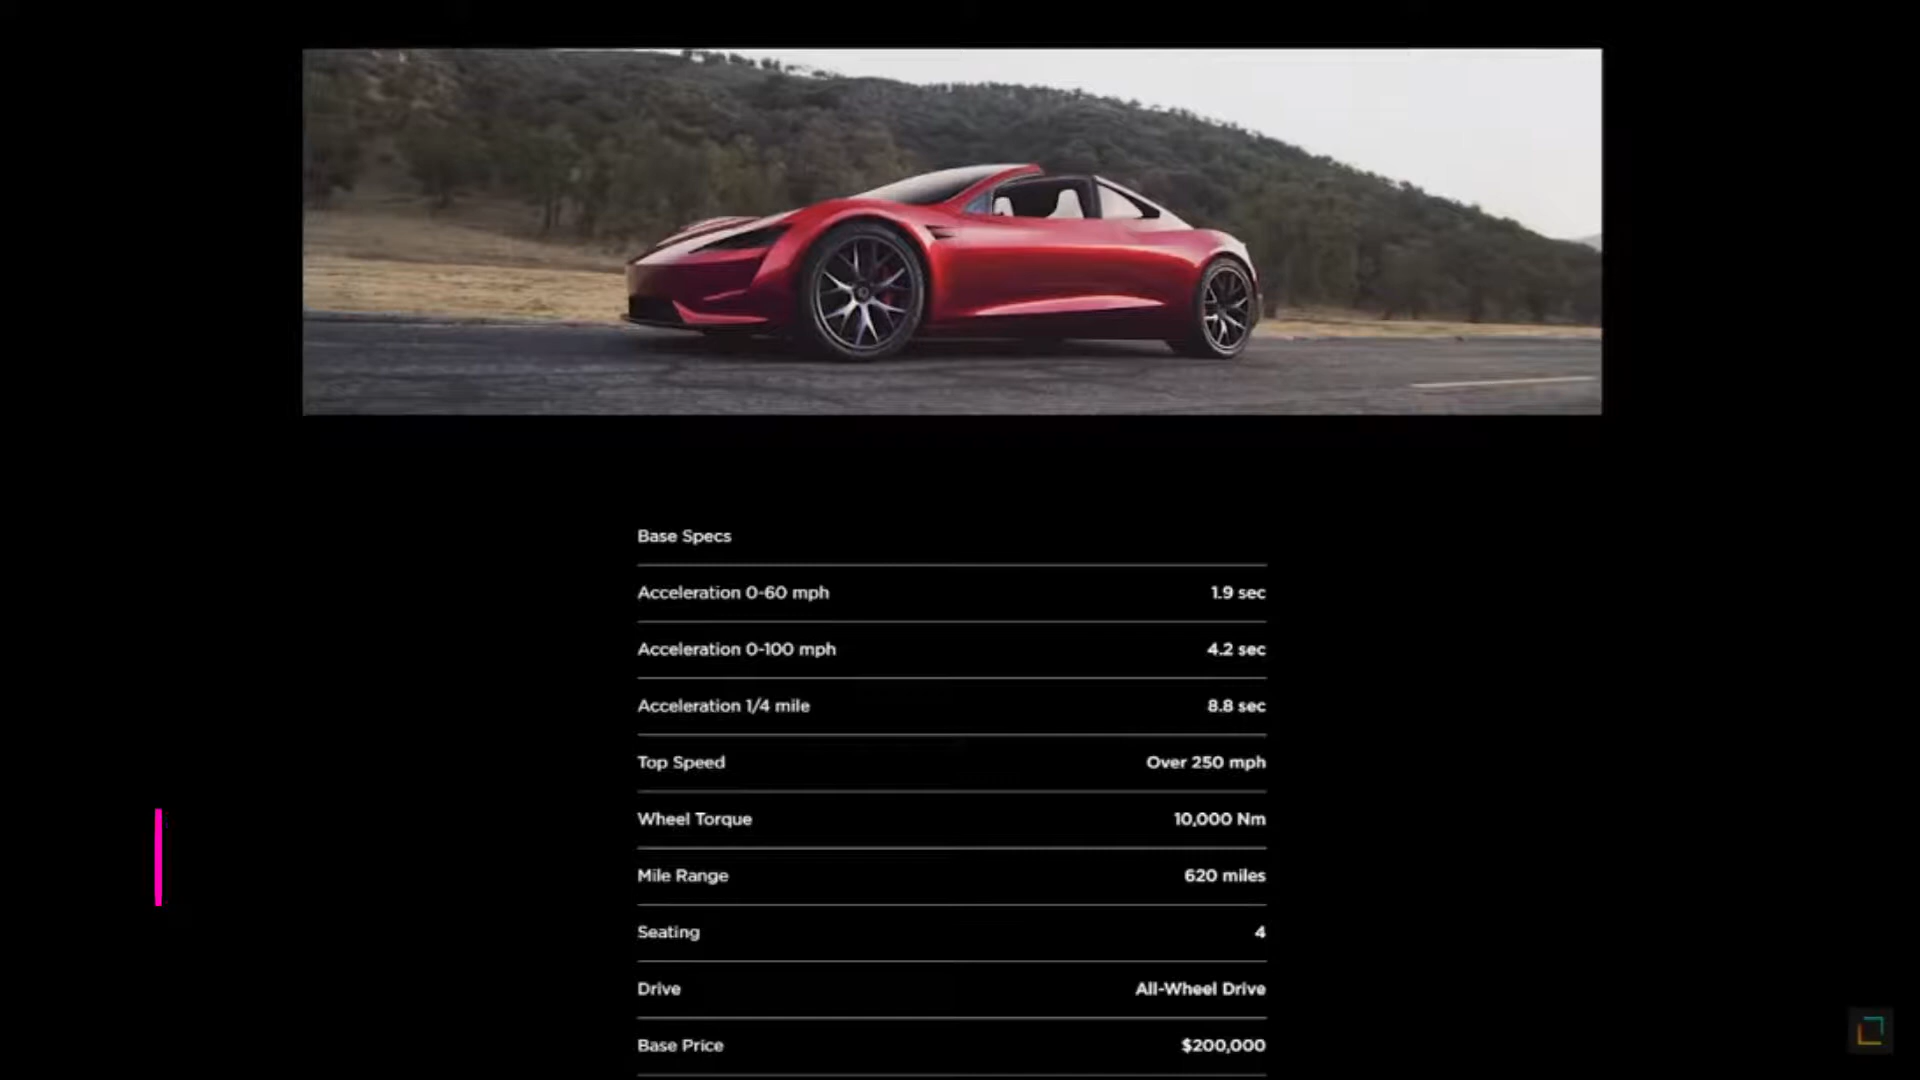 Base Specs
Acceleration 0-60 mph 1.9 sec
Acceleration 0-100 mph 4.2 sec
Acceleration 1/4 mile 8.8 sec
Top Speed Over 250 mph
Wheel Torque 10,000 Nm
Mile Range 620 miles
Seating 4
Drive All-Wheel Drive
Base Price $200,000